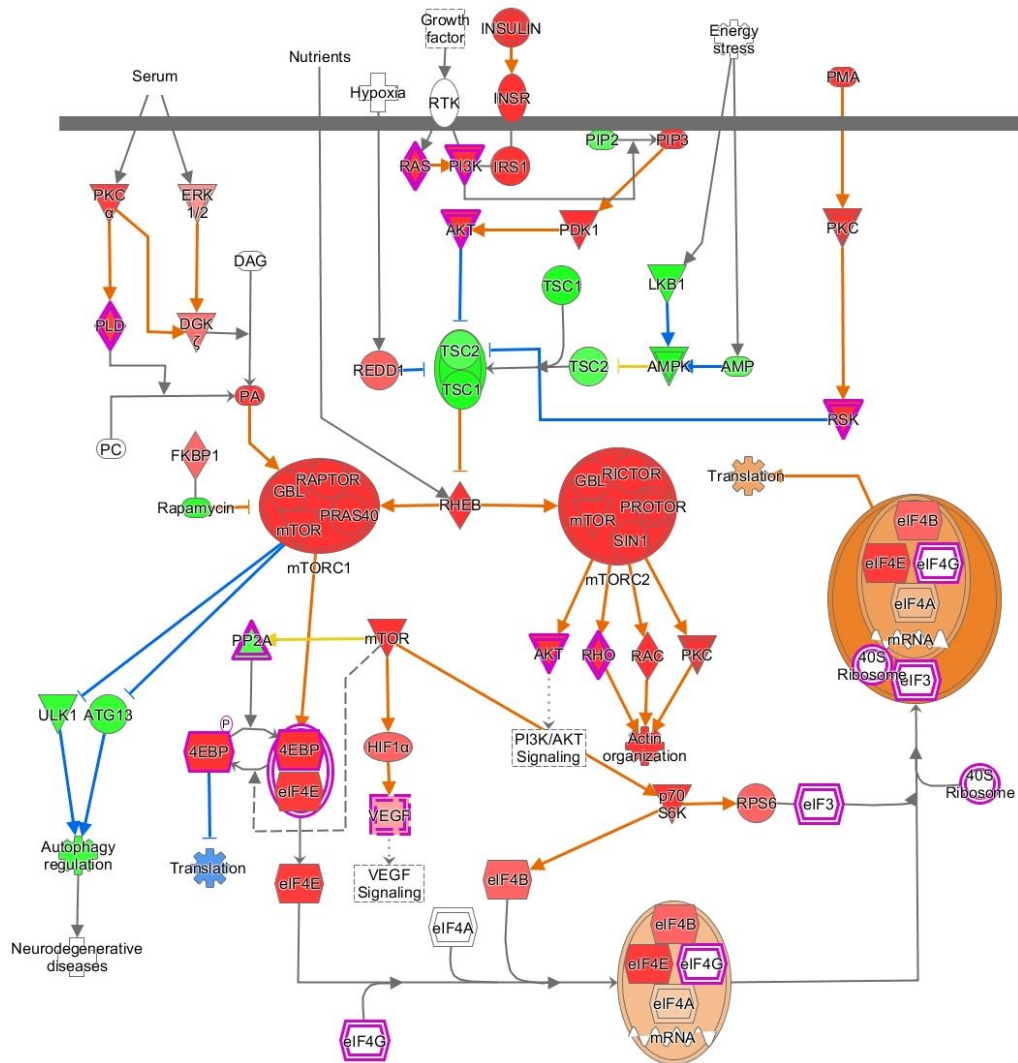 Growth
factor
INSULIN
Energy
stress
Nutrients
Serum
Hypoxia
RTK
INSR
PMA
PIP2
PIP3
RAS
PI3K
IRS1
PKC
α
ERK
1/2
AKT
PDK1
PKC
DAG
TSC1
LKB1
PLD
DGK
ζ
REDD1
TSC2
TSC1
TSC2
AMPK
AMP
PA
RSK
PC
FKBP1
Rapamycin
GBL
RAPTOR
PRAS40
mTOR
mTORC1
RHEB
GBL
RICTOR
PROTOR
mTOR
SIN1
mTORC2
Translation
eIF4B
eIF4E
eIF4G
eIF4A
mRNA
40S
Ribosome
eIF3
PP2A
mTOR
AKT
RHO
RAC
PKC
ULK1
ATG13
P
4EBP
4EBP
eIF4E
HIF1α
PI3K/AKT
Signaling
Actin
organization
VEGF
p70
S6K
RPS6
eIF3
40S
Ribosome
Autophagy
regulation
Translation
eIF4E
VEGF
Signaling
eIF4B
Neurodegenerative
diseases
eIF4A
eIF4B
eIF4E
eIF4G
eIF4A
mRNA
eIF4G